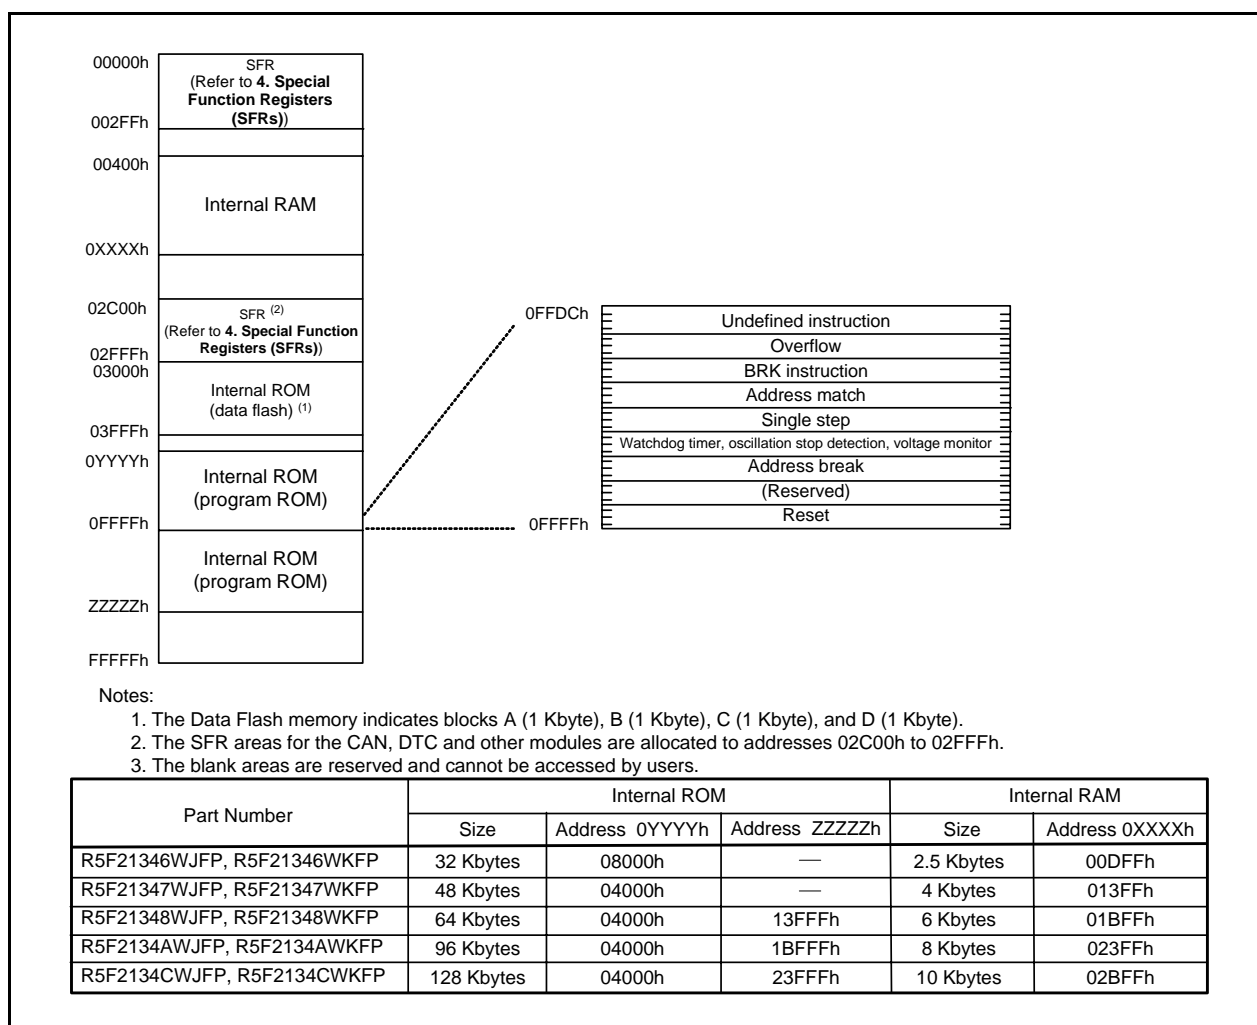 00000h
SFR
(Refer to 4. Special
Function Registers
(SFRs))
002FFh
00400h
Internal RAM
0XXXXh
02C00h
SFR (2)
(Refer to 4. Special Function
Registers (SFRs))
02FFFh
03000h
Internal ROM
(data flash) (1)
03FFFh
0YYYYh
Internal ROM
(program ROM)
0FFFFh
Internal ROM
(program ROM)
ZZZZZh
FFFFFh
0FFDCh
Undefined instruction
Overflow
BRK instruction
Address match
Single step
Watchdog timer, oscillation stop detection, voltage monitor
Address break
(Reserved)
0FFFFh
Reset
Notes:
1. The Data Flash memory indicates blocks A (1 Kbyte), B (1 Kbyte), C (1 Kbyte), and D (1 Kbyte).
2. The SFR areas for the CAN, DTC and other modules are allocated to addresses 02C00h to 02FFFh.
3. The blank areas are reserved and cannot be accessed by users.
Part Number Internal ROM Internal RAM
Size Address 0YYYYh Address ZZZZZh Size Address 0XXXXh
R5F21346WJFP, R5F21346WKFP 32 Kbytes 08000h — 2.5 Kbytes 00DFFh
R5F21347WJFP, R5F21347WKFP 48 Kbytes 04000h — 4 Kbytes 013FFh
R5F21348WJFP, R5F21348WKFP 64 Kbytes 04000h 13FFFh 6 Kbytes 01BFFh
R5F2134AWJFP, R5F2134AWKFP 96 Kbytes 04000h 1BFFFh 8 Kbytes 023FFh
R5F2134CWJFP, R5F2134CWKFP 128 Kbytes 04000h 23FFFh 10 Kbytes 02BFFh